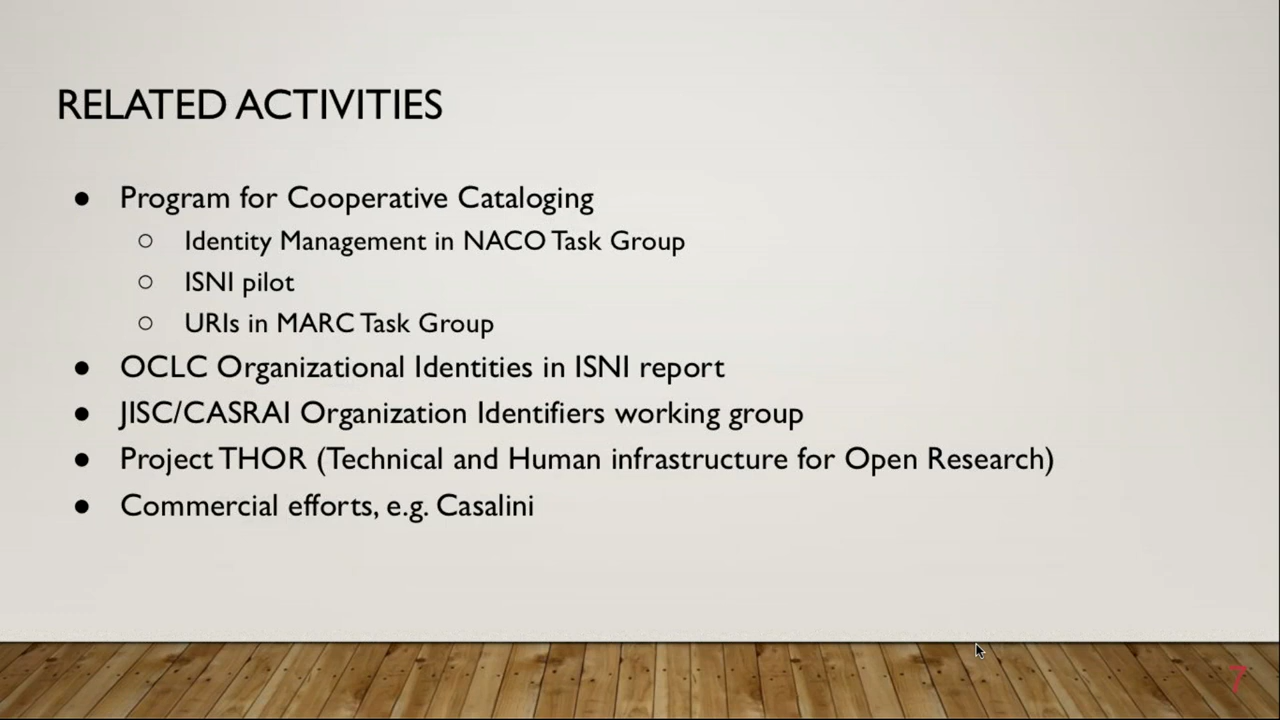 RELATED ACTIVITIES
● Program for Cooperative Cataloging
○ Identity Management in NACO Task Group
○ ISNI pilot
○ URIs in MARC Task Group
● OCLC Organizational Identities in ISNI report
● JISC/CASRAI Organization Identifiers working group
● Project THOR (Technical and Human infrastructure for Open Research)
● Commercial efforts, e.g. Casalini
7